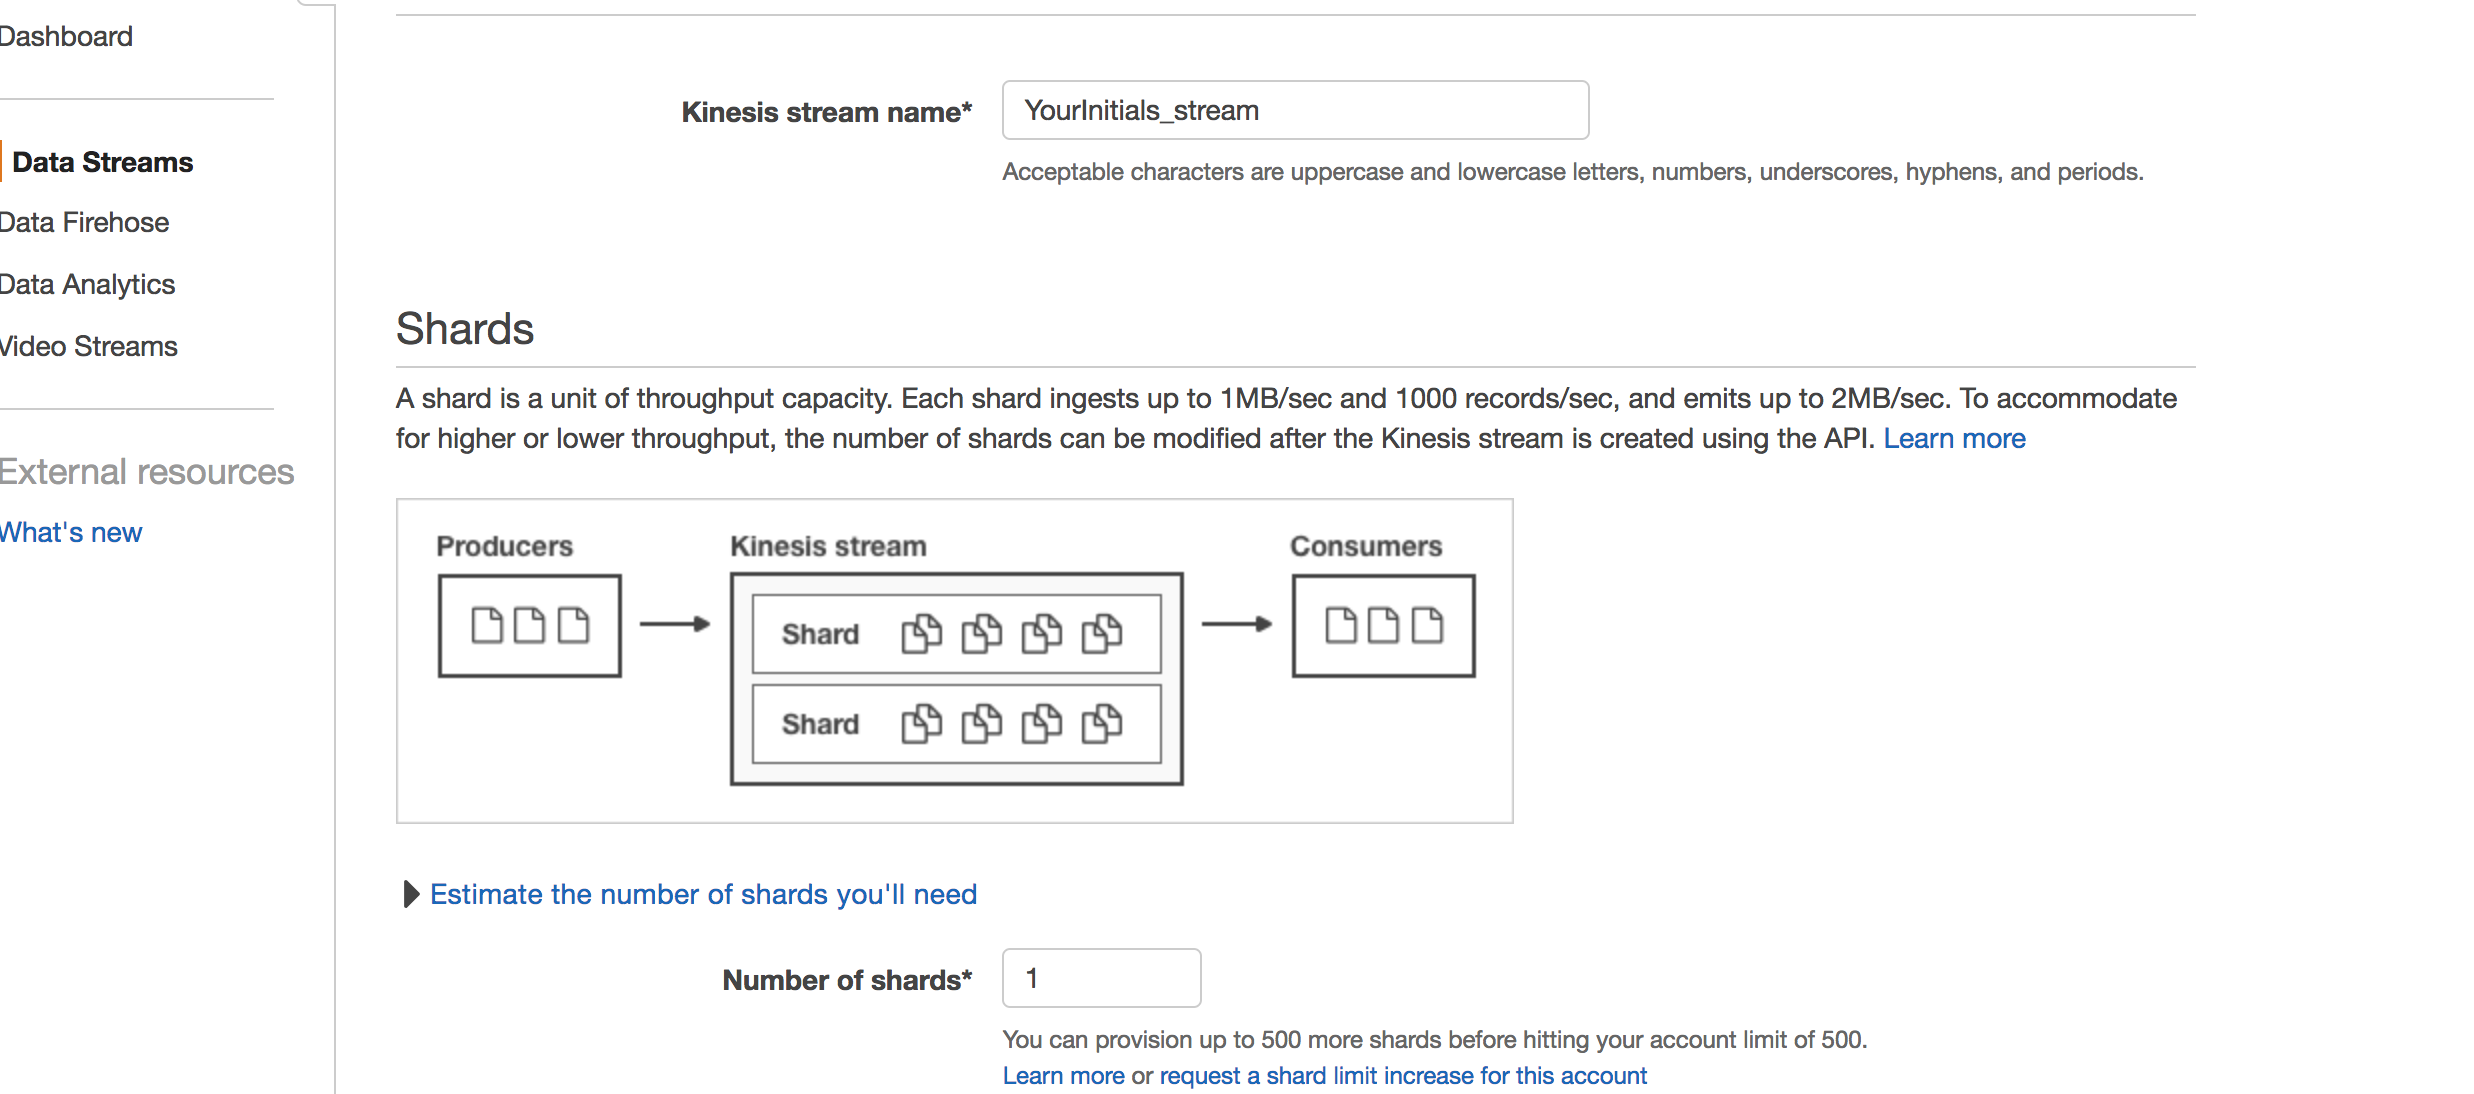 Dashboard
Data Streams
Data Firehose
Data Analytics
Video Streams
External resources
What's new
Kinesis stream name*
YourInitials_stream
Acceptable characters are uppercase and lowercase letters, numbers, underscores, hyphens, and periods.
Shards
A shard is a unit of throughput capacity. Each shard ingests up to 1MB/sec and 1000 records/sec, and emits up to 2MB/sec. To accommodate
for higher or lower throughput, the number of shards can be modified after the Kinesis stream is created using the API. Learn more
Producers
Kinesis stream
Consumers
Shard
Shard
Estimate the number of shards you'll need
Number of shards*
1
You can provision up to 500 more shards before hitting your account limit of 500.
Learn more or request a shard limit increase for this account